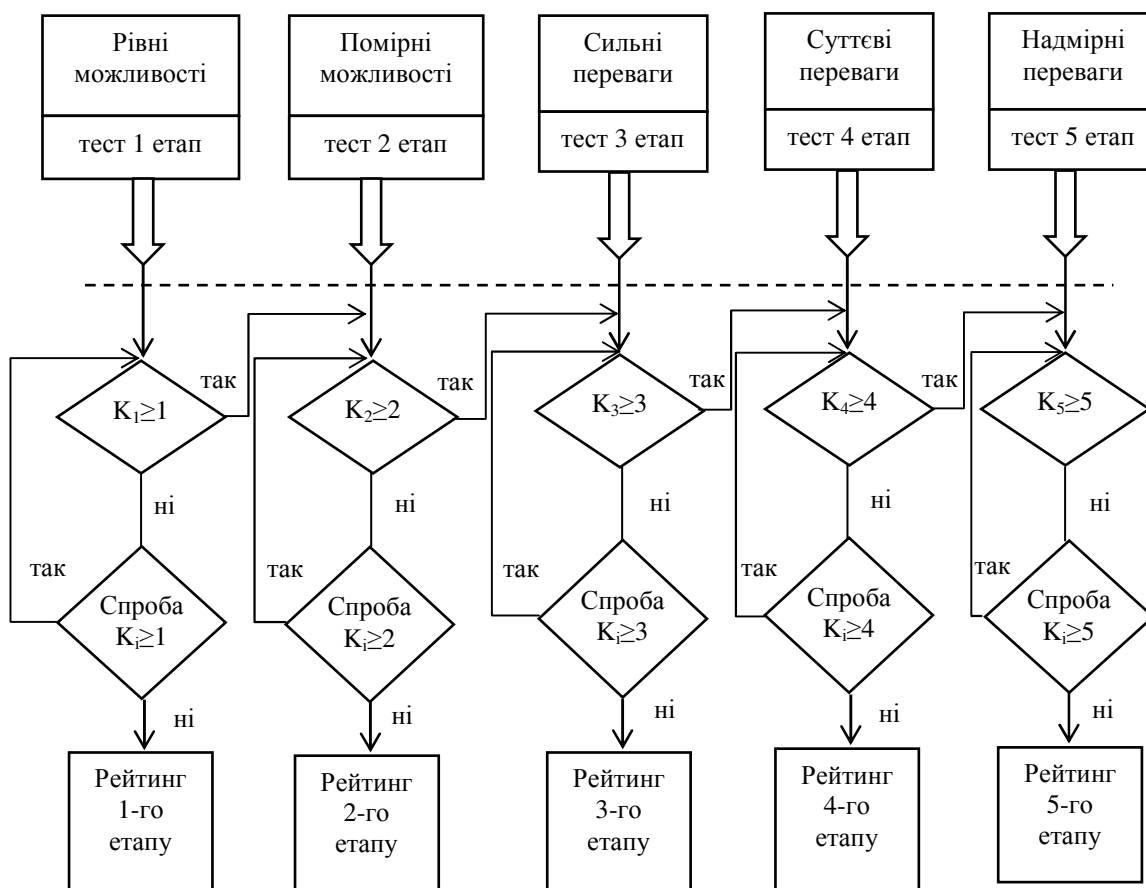 Рівні
можливості
тест 1 етап
Помірні
можливості
тест 2 етап
Сильні
переваги
тест 3 етап
Суттєві
переваги
тест 4 етап
Надмірні
переваги
тест 5 етап
K₁≥1
так
ні
K₂≥2
так
ні
K₃≥3
так
ні
K₄≥4
так
ні
K₅≥5
ні
так
Спроба
Kᵢ≥1
ні
так
Спроба
Kᵢ≥2
ні
так
Спроба
Kᵢ≥3
ні
так
Спроба
Kᵢ≥4
ні
так
Спроба
Kᵢ≥5
ні
Рейтинг
1-го
етапу
Рейтинг
2-го
етапу
Рейтинг
3-го
етапу
Рейтинг
4-го
етапу
Рейтинг
5-го
етапу